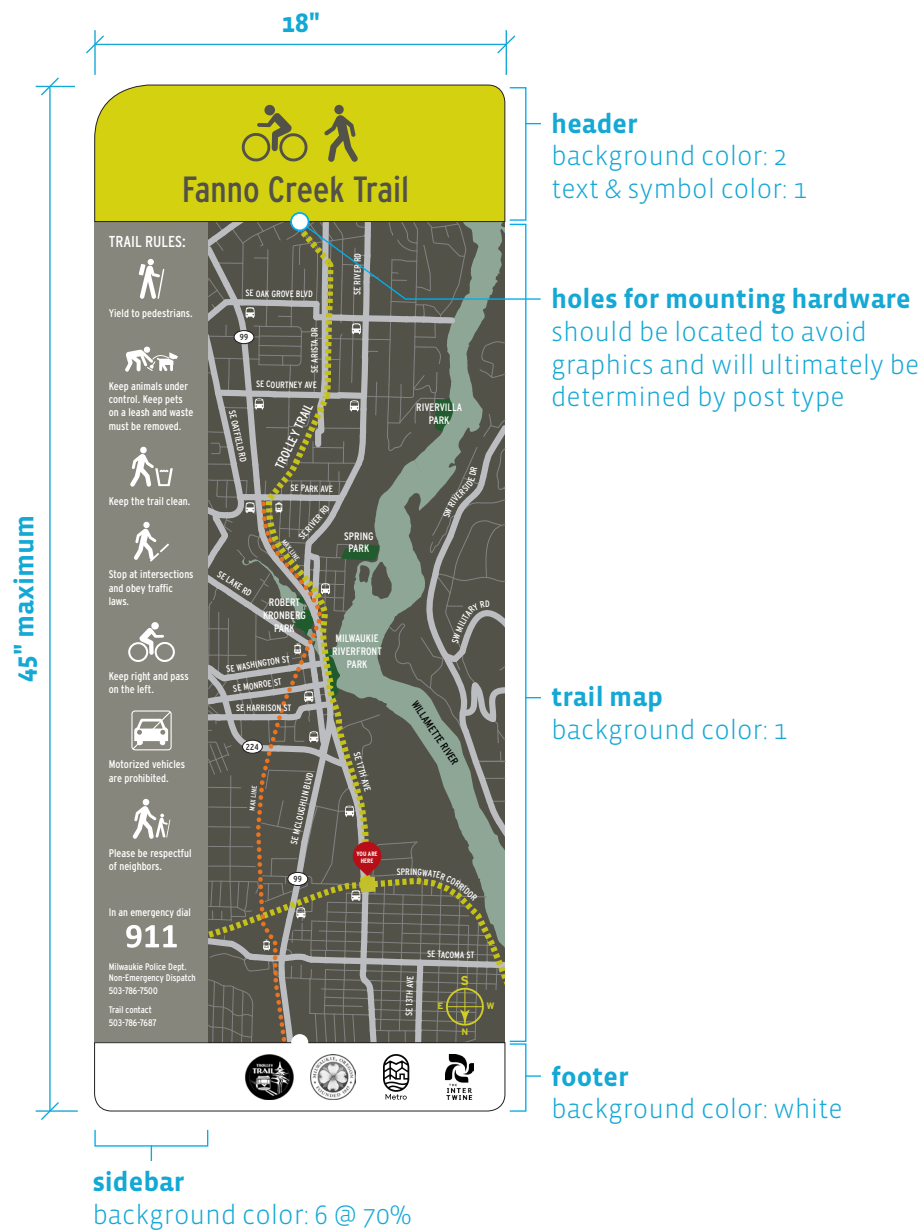 18"
45" maximum
Fanno Creek Trail
header
background color: 2
text & symbol color: 1
holes for mounting hardware
should be located to avoid
graphics and will ultimately be
determined by post type
trail map
background color: 1
footer
background color: white
sidebar
background color: 6 @ 70%
TRAIL RULES:
Yield to pedestrians.
Keep animals under
control. Keep pets
on a leash and waste
must be removed.
Keep the trail clean.
Stop at intersections
and obey traffic
laws.
Keep right and pass
on the left.
Motorized vehicles
are prohibited.
Please be respectful
of neighbors.
In an emergency dial
911
Milwaukie Police Dept.
Non-Emergency Dispatch
503-786-7500
Trail contact
503-786-7687
SE RIVER RD
SE OAK GROVE BLVD
99
SE ARISTA DR
SE COURTNEY AVE
RIVERVILLA
PARK
SE OATFIELD RD
TROLLEY TRAIL
SW RIVERSIDE DR
SE PARK AVE
SE RIVER RD
MAX LINE
SPRING
PARK
SE LAKE RD
ROBERT
KRONBERG
PARK
SW MILITARY RD
MILWAUKIE
RIVERFRONT
PARK
SE WASHINGTON ST
SE MONROE ST
SE HARRISON ST
WILLAMETTE RIVER
224
SE 17TH AVE
MAX LINE
SE MCLOUGHLIN BLVD
YOU ARE
HERE
99
SPRINGWATER CORRIDOR
SE TACOMA ST
SE 13TH AVE
S
E
W
N
TROLLEY
TRAIL
MILWAUKIE, OREGON
Metro
THE
INTER
TWINE